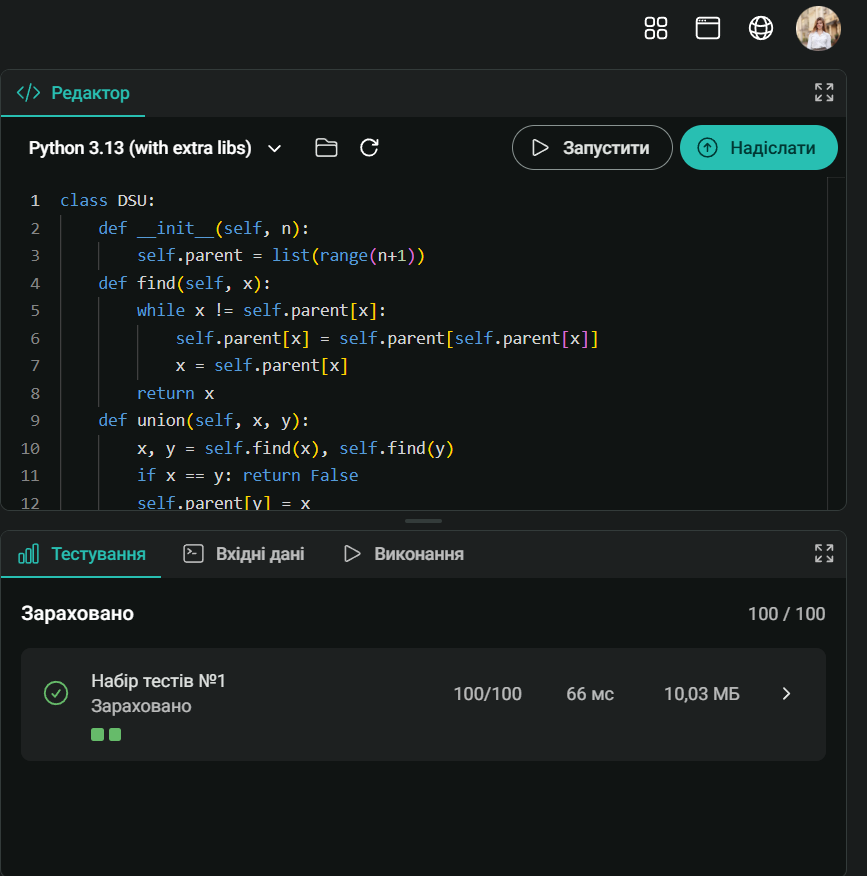 Редактор
Python 3.13 (with extra libs)
Запустити
Надіслати
1 class DSU:
2 def __init__(self, n):
3 self.parent = list(range(n+1))
4 def find(self, x):
5 while x != self.parent[x]:
6 self.parent[x] = self.parent[self.parent[x]]
7 x = self.parent[x]
8 return x
9 def union(self, x, y):
10 x, y = self.find(x), self.find(y)
11 if x == y: return False
12 self.parent[y] = x
Тестування
Вхідні дані
Виконання
Зараховано
100 / 100
Набір тестів №1
Зараховано
100/100
66 мс
10,03 МБ